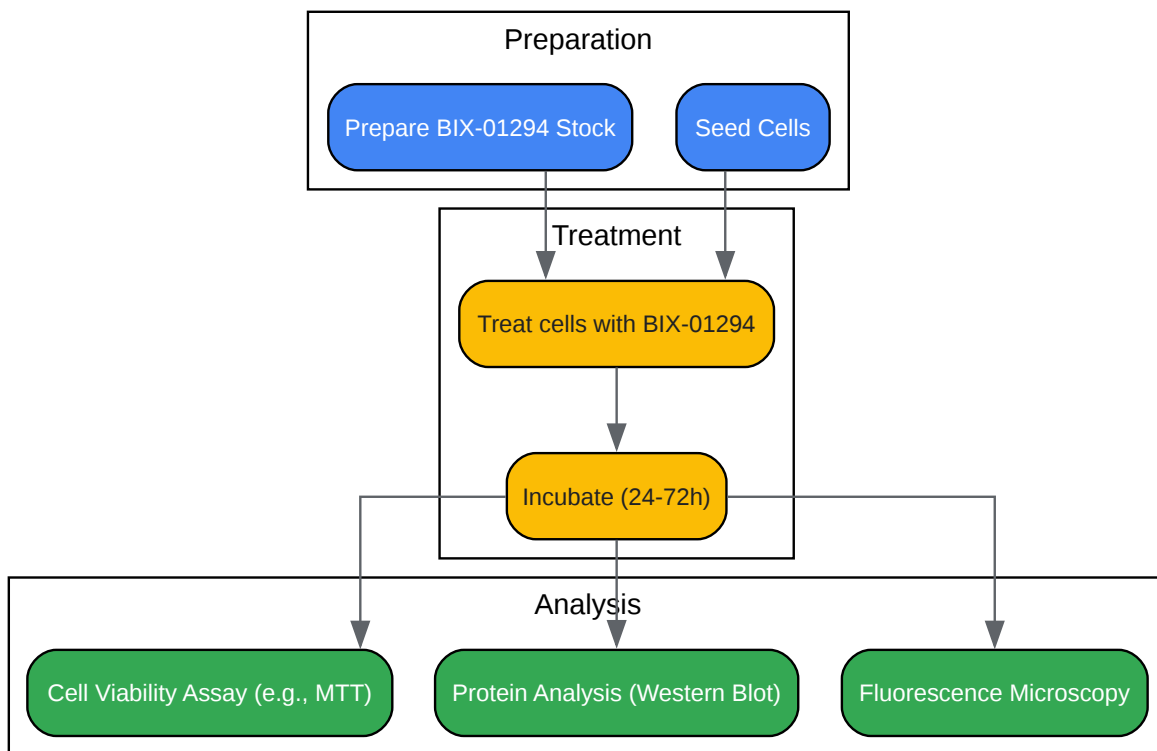 Preparation
Prepare BIX-01294 Stock
Seed Cells
Treatment
Treat cells with BIX-01294
Incubate (24-72h)
Analysis
Cell Viability Assay (e.g., MTT)
Protein Analysis (Western Blot)
Fluorescence Microscopy